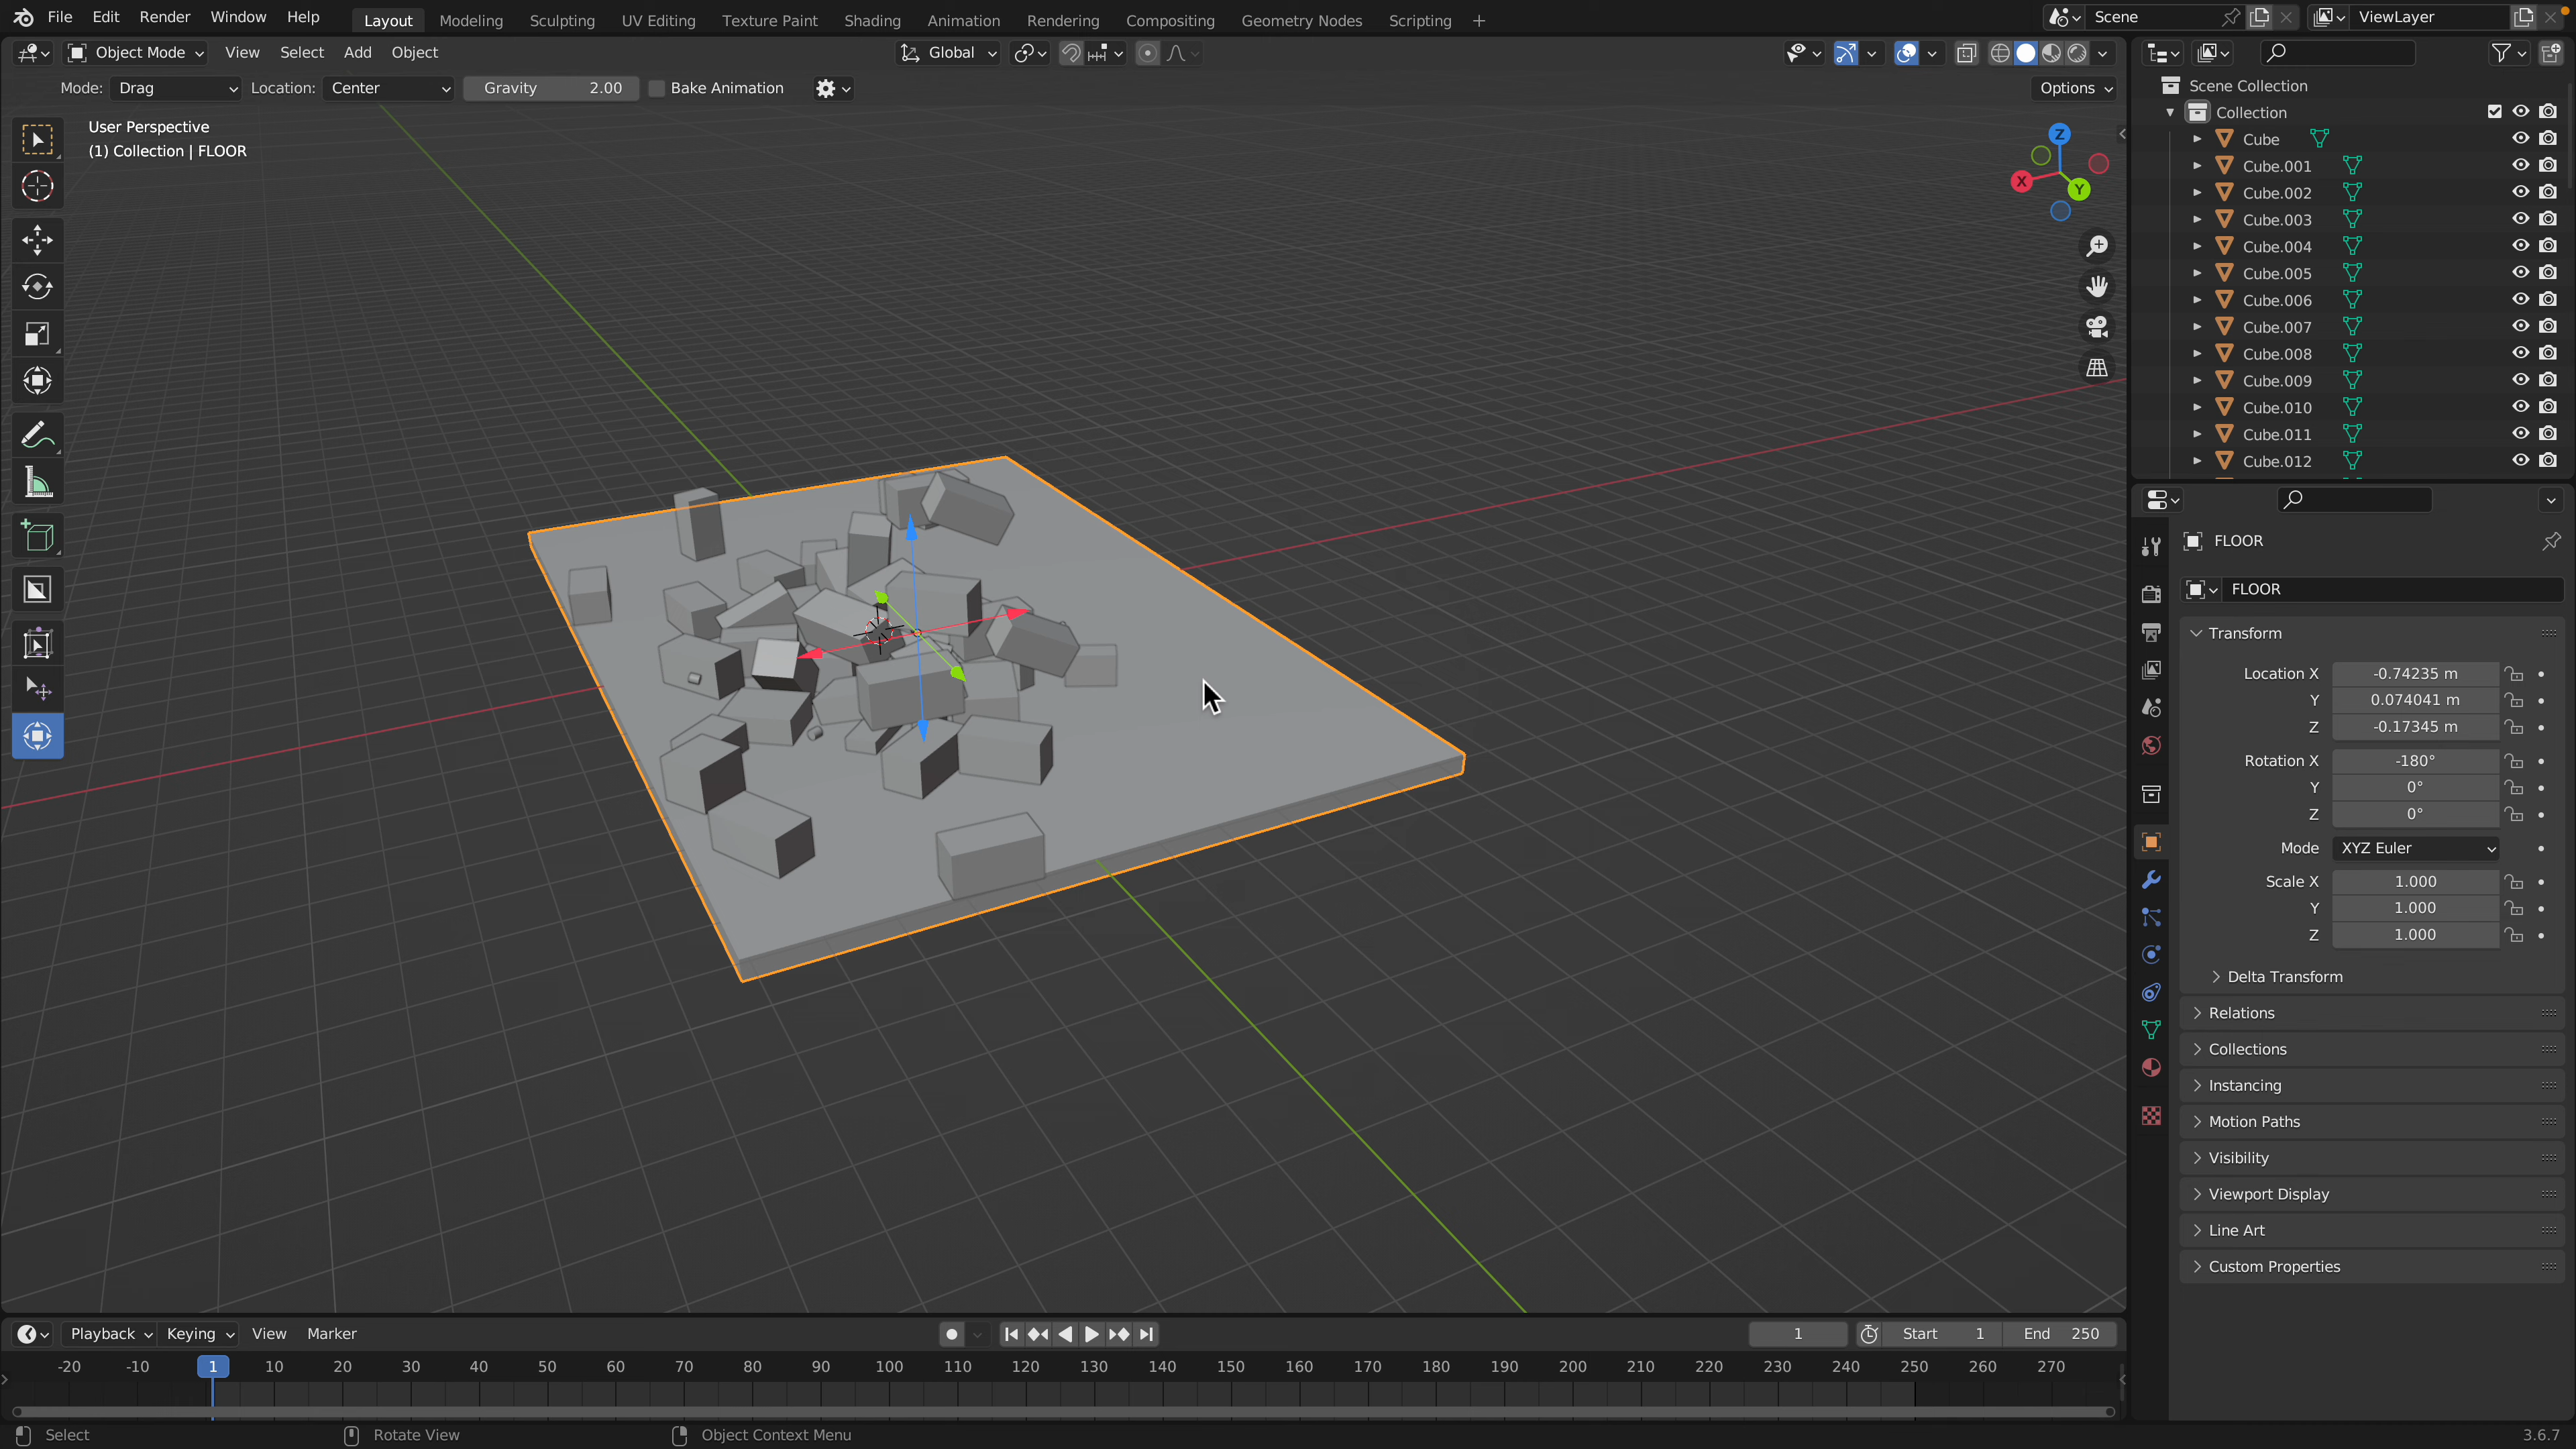 File Edit Render Window Help Layout Modeling Sculpting UV Editing Texture Paint Shading Animation Rendering Compositing Geometry Nodes Scripting + Scene ViewLayer
Object Mode View Select Add Object Global
Mode: Drag Location: Center Gravity 2.00 Bake Animation Options
User Perspective
(1) Collection | FLOOR
Z
X
Y
Scene Collection
Collection
Cube
Cube.001
Cube.002
Cube.003
Cube.004
Cube.005
Cube.006
Cube.007
Cube.008
Cube.009
Cube.010
Cube.011
Cube.012
FLOOR
FLOOR
Transform
Location X -0.74235 m
Y 0.074041 m
Z -0.17345 m
Rotation X -180°
Y 0°
Z 0°
Mode XYZ Euler
Scale X 1.000
Y 1.000
Z 1.000
Delta Transform
Relations
Collections
Instancing
Motion Paths
Visibility
Viewport Display
Line Art
Custom Properties
Playback Keying View Marker 1 Start 1 End 250
-20 -10 1 10 20 30 40 50 60 70 80 90 100 110 120 130 140 150 160 170 180 190 200 210 220 230 240 250 260 270
Select Rotate View Object Context Menu 3.6.7